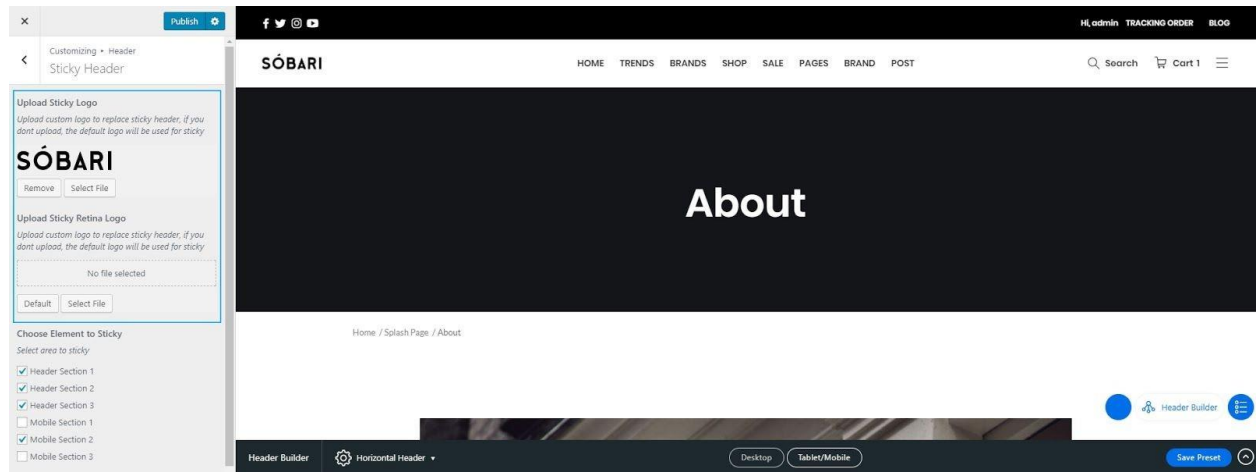 Publish
Customizing • Header
Sticky Header
Upload Sticky Logo
Upload custom logo to replace sticky header, if you
dont upload, the default logo will be used for sticky
SÓBARI
Remove
Select File
Upload Sticky Retina Logo
Upload custom logo to replace sticky header, if you
dont upload, the default logo will be used for sticky
No file selected
Default
Select File
Choose Element to Sticky
Select area to sticky
Header Section 1
Header Section 2
Header Section 3
Mobile Section 1
Mobile Section 2
Mobile Section 3
Hi, admin TRACKING ORDER BLOG
SÓBARI
HOME TRENDS BRANDS SHOP SALE PAGES BRAND POST
Search Cart 1
About
Home / Splash Page / About
Header Builder
Header Builder
Horizontal Header
Desktop
Tablet/Mobile
Save Preset